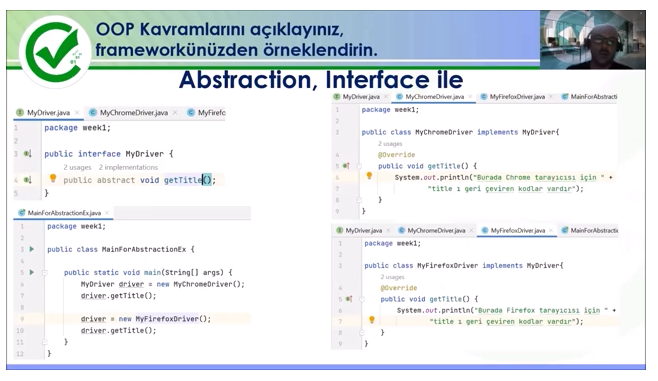 OOP Kavramlarını açıklayınız,
frameworkünüzden örneklendirin.
Abstraction, Interface ile
MyDriver.java × MyChromeDriver.java × MyFirefo
1 package week1;
2
3 public interface MyDriver {
2 usages 2 implementations
4 public abstract void getTitle();
5 }
MainForAbstractionEx.java ×
1 package week1;
2
3 public class MainForAbstractionEx {
4
5 public static void main(String[] args) {
6 MyDriver driver = new MyChromeDriver();
7 driver.getTitle();
8
9 driver = new MyFirefoxDriver();
10 driver.getTitle();
11 }
12 }
MyDriver.java × MyChromeDriver.java × MyFirefoxDriver.java × MainForAbstracti
1 package week1;
2
3 public class MyChromeDriver implements MyDriver{
2 usages
4 @Override
5 public void getTitle() {
6 System.out.println("Burada Chrome tarayıcısı için " +
7 "title ı geri çeviren kodlar vardır");
8 }
9 }
MyDriver.java × MyChromeDriver.java × MyFirefoxDriver.java × MainForAbstractio
1 package week1;
2
3 public class MyFirefoxDriver implements MyDriver{
2 usages
4 @Override
5 public void getTitle() {
6 System.out.println("Burada Firefox tarayıcısı için " +
7 "title ı geri çeviren kodlar vardır");
8 }
9 }